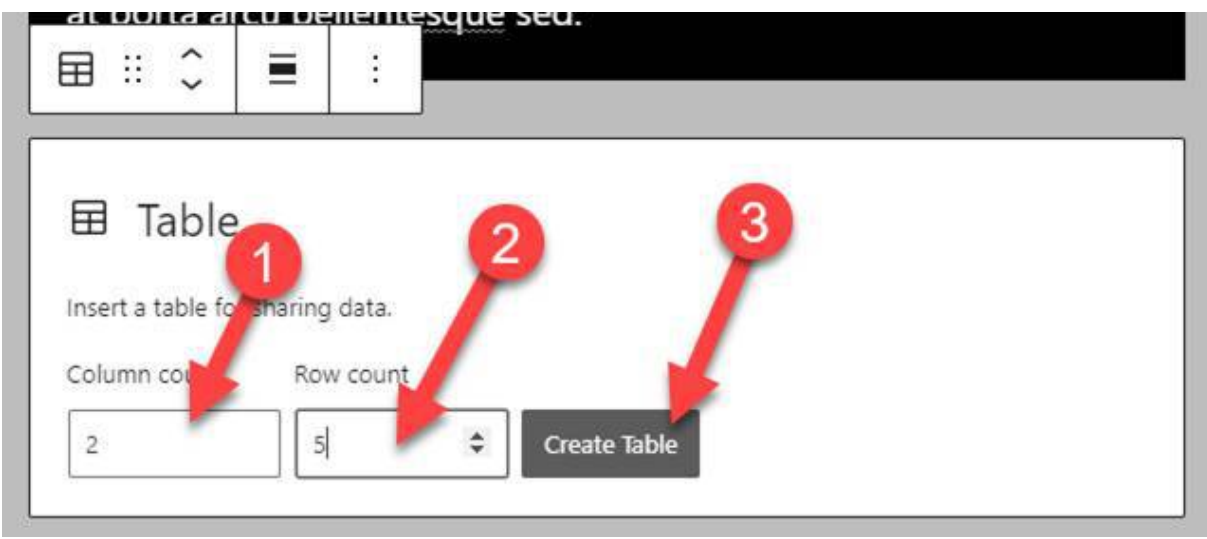 at porta arcu pellentesque sed.
Table
1
2
3
Insert a table for sharing data.
Column cou
Row count
2
5
Create Table